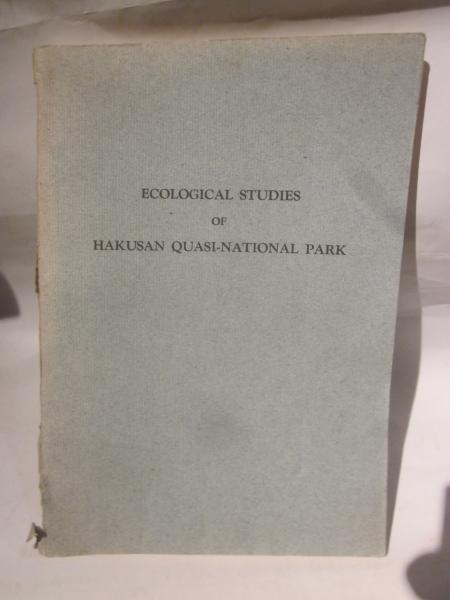 ECOLOGICAL STUDIES
OF
HAKUSAN QUASI-NATIONAL PARK